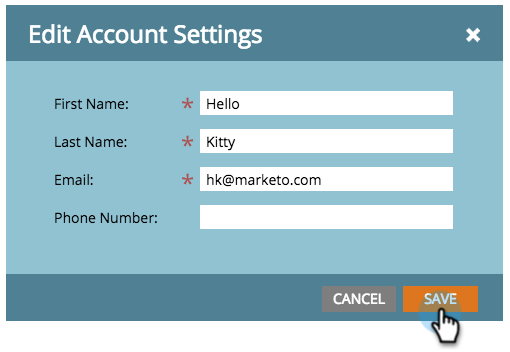 Edit Account Settings
First Name: * Hello
Last Name: * Kitty
Email: * hk@marketo.com
Phone Number:
CANCEL SAVE